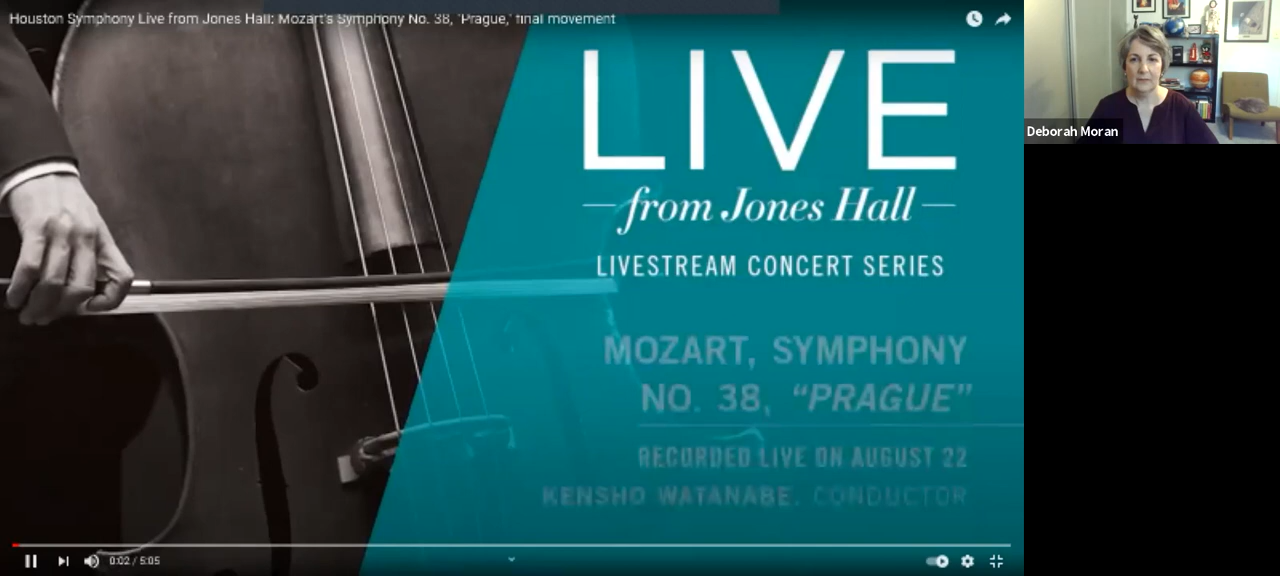 Houston Symphony Live from Jones Hall: Mozart's Symphony No. 38, 'Prague,' final movement
LIVE
from Jones Hall
LIVESTREAM CONCERT SERIES
MOZART, SYMPHONY
NO. 38, “PRAGUE”
RECORDED LIVE ON AUGUST 22
KENSHO WATANABE, CONDUCTOR
0:02 / 5:05
Deborah Moran